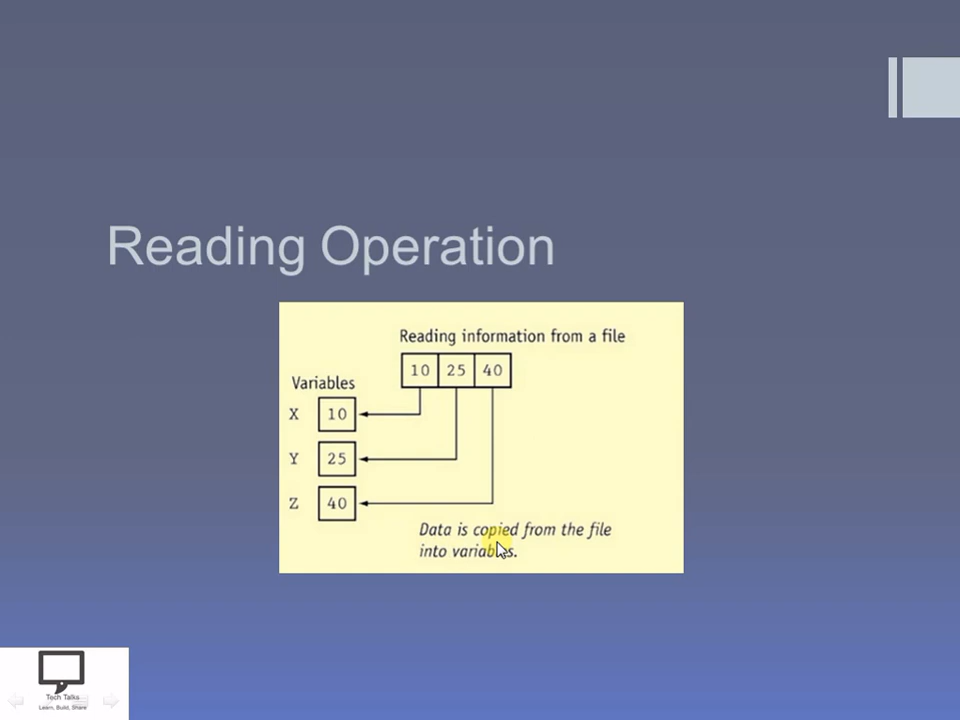 Reading Operation
Reading information from a file
10 25 40
Variables
X 10
Y 25
Z 40
Data is copied from the file
into variables.
Tech Talks
Learn, Build, Share